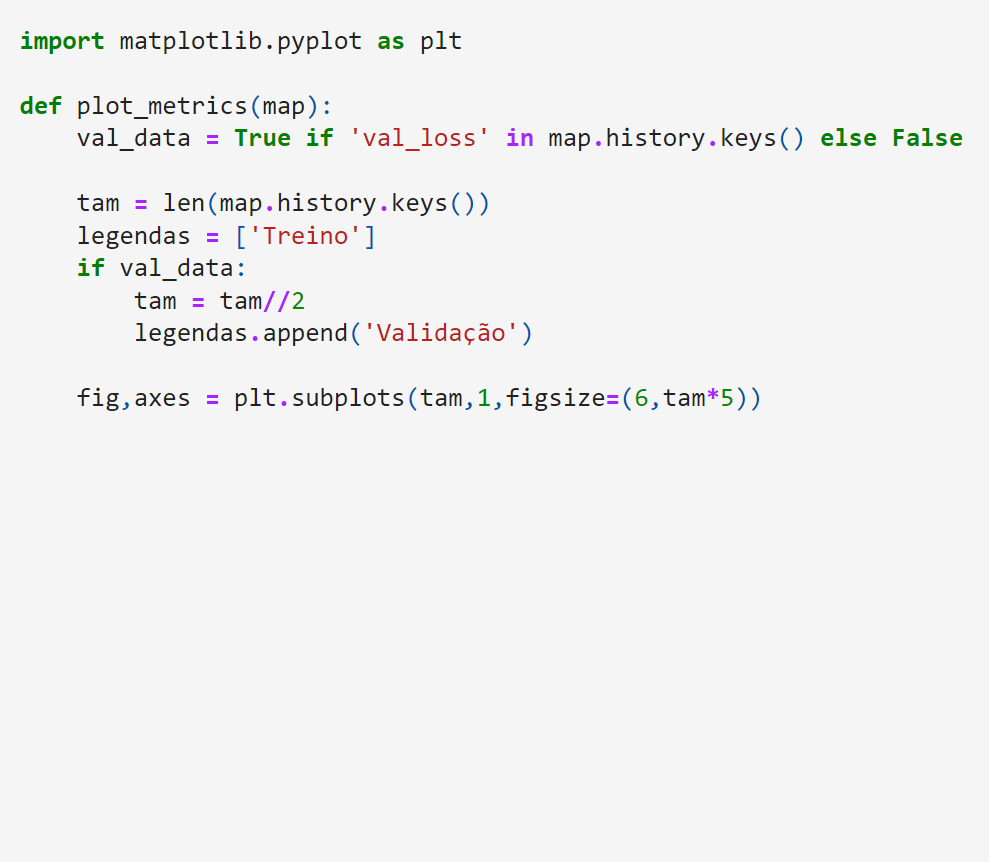 import matplotlib.pyplot as plt
def plot_metrics(map):
    val_data = True if 'val_loss' in map.history.keys() else False
    tam = len(map.history.keys())
    legendas = ['Treino']
    if val_data:
        tam = tam//2
        legendas.append('Validação')
    fig,axes = plt.subplots(tam,1,figsize=(6,tam*5))